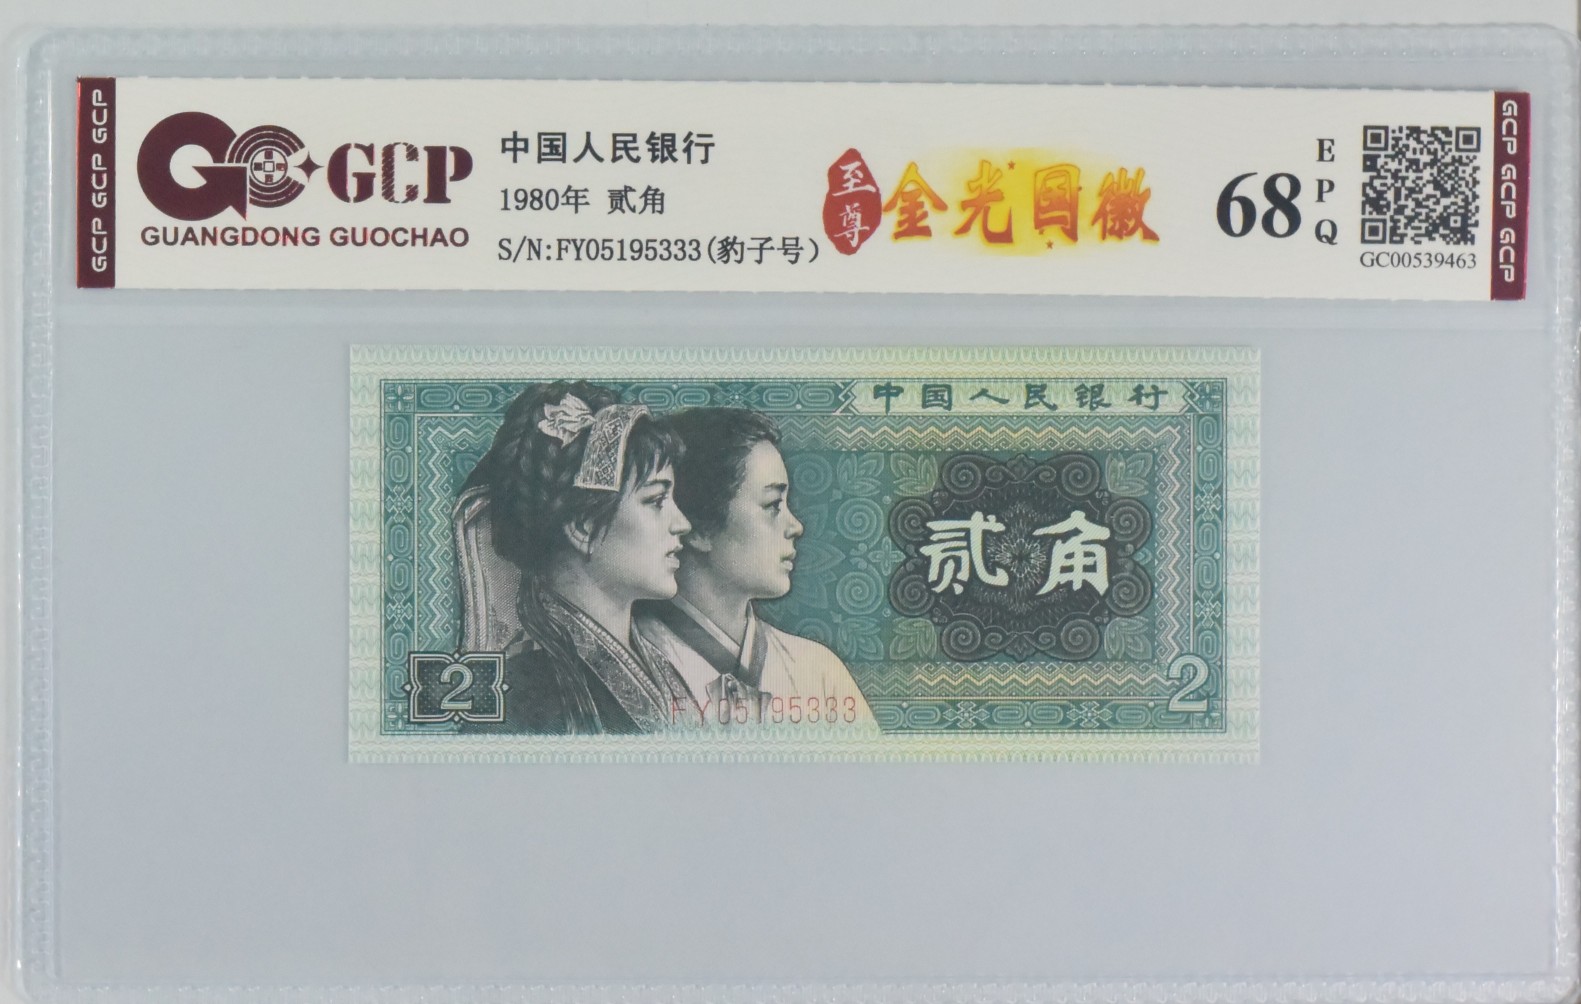 GCP GCP GCP
GCP
GUANGDONG GUOCHAO
中国人民银行
1980年 贰角
S/N:FY05195333(豹子号)
至尊
金光国徽
68
EPQ
GC00539463
GCP GCP GCP
中国人民银行
贰角
2
2
FY05195333